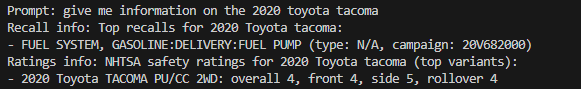 Prompt: give me information on the 2020 toyota tacoma
Recall info: Top recalls for 2020 Toyota tacoma:
- FUEL SYSTEM, GASOLINE:DELIVERY:FUEL PUMP (type: N/A, campaign: 20V682000)
Ratings info: NHTSA safety ratings for 2020 Toyota tacoma (top variants):
- 2020 Toyota TACOMA PU/CC 2WD: overall 4, front 4, side 5, rollover 4